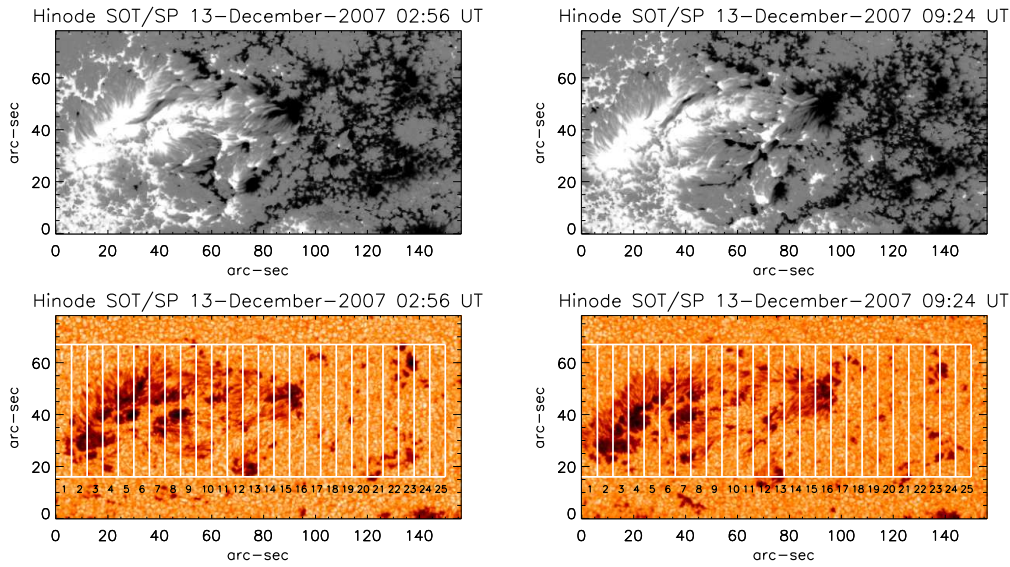 Hinode SOT/SP 13-December-2007 02:56 UT
60
40
20
0
arc-sec
0 20 40 60 80 100 120 140
arc-sec
Hinode SOT/SP 13-December-2007 09:24 UT
60
40
20
0
arc-sec
0 20 40 60 80 100 120 140
arc-sec
Hinode SOT/SP 13-December-2007 02:56 UT
60
40
20
0
arc-sec
1 2 3 4 5 6 7 8 9 10 11 12 13 14 15 16 17 18 19 20 21 22 23 24 25
0 20 40 60 80 100 120 140
arc-sec
Hinode SOT/SP 13-December-2007 09:24 UT
60
40
20
0
arc-sec
1 2 3 4 5 6 7 8 9 10 11 12 13 14 15 16 17 18 19 20 21 22 23 24 25
0 20 40 60 80 100 120 140
arc-sec